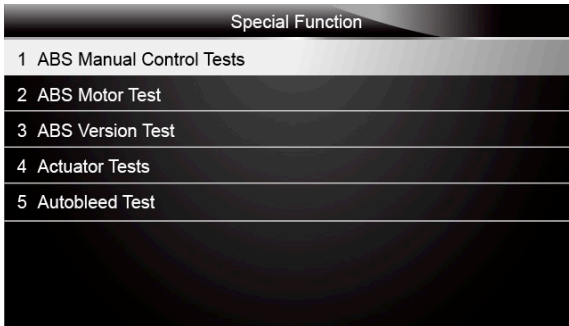 Special Function
1 ABS Manual Control Tests
2 ABS Motor Test
3 ABS Version Test
4 Actuator Tests
5 Autobleed Test